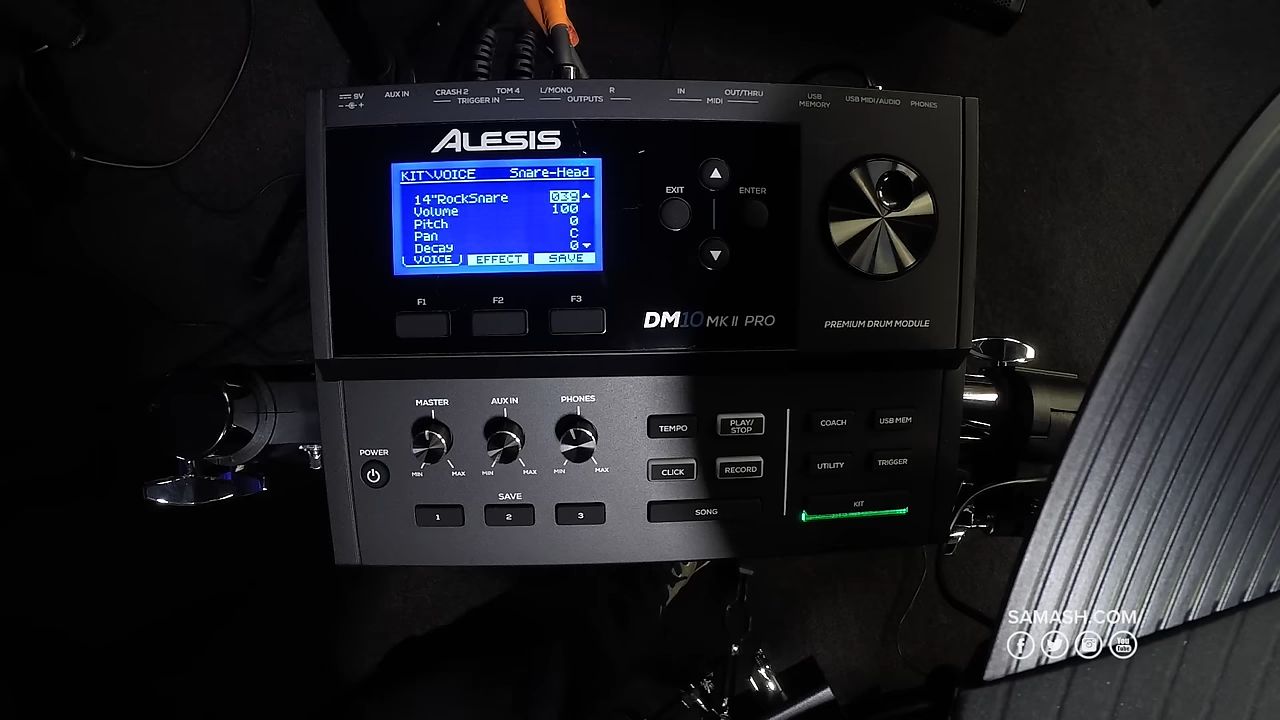 9V
AUX IN
CRASH 2
TOM 4
TRIGGER IN
L/MONO
R
OUTPUTS
IN
OUT/THRU
MIDI
USB
MEMORY
USB MIDI/AUDIO
PHONES
ALESIS
KIT\VOICE Snare-Head
14"RockSnare 039
Volume 100
Pitch 0
Pan C
Decay 0
VOICE EFFECT SAVE
EXIT
ENTER
F1 F2 F3
DM10 MK II PRO
PREMIUM DRUM MODULE
MASTER
AUX IN
PHONES
MIN MAX
MIN MAX
MIN MAX
POWER
SAVE
1 2 3
TEMPO
PLAY/
STOP
CLICK
RECORD
SONG
COACH
USB MEM
UTILITY
TRIGGER
KIT
SAMASH.COM
You
Tube